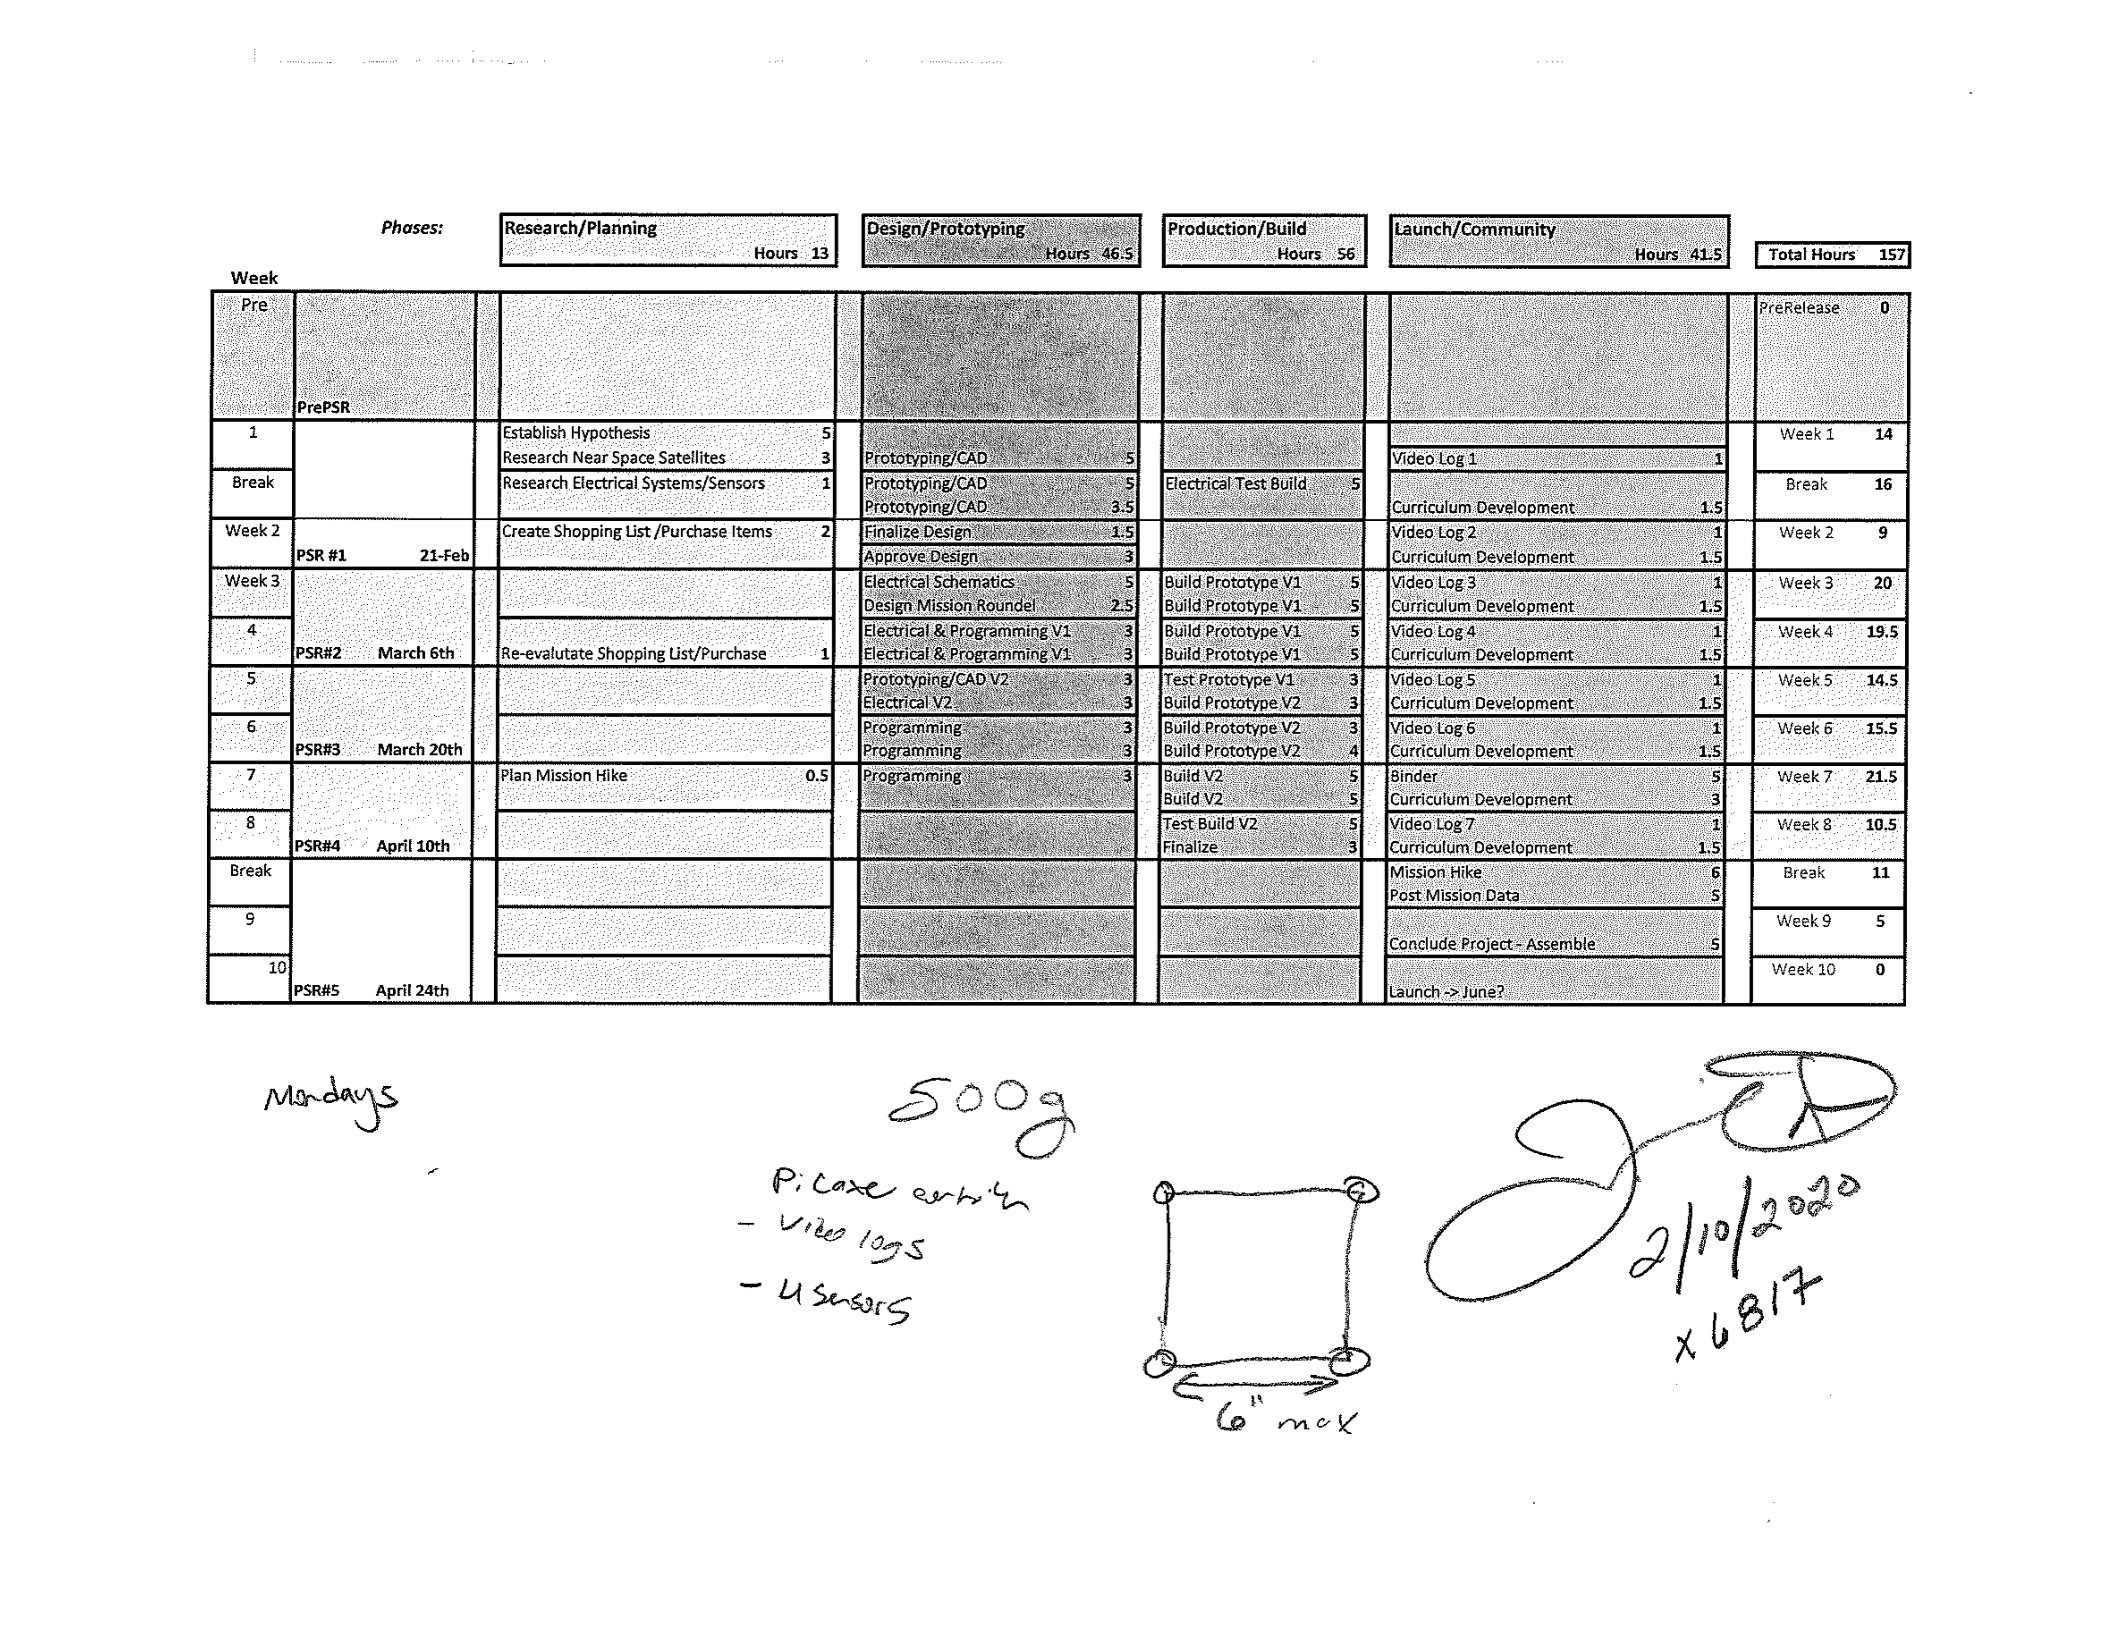 Phases: Research/Planning Design/Prototyping Production/Build Launch/Community
Hours 13 Hours 46.5 Hours 56 Hours 41.5 Total Hours 157
Week
Pre PreRelease 0
PrePSR
1 Establish Hypothesis 5 Week 1 14
Research Near Space Satellites 3 Prototyping/CAD 5 Video Log 1 1
Break Research Electrical Systems/Sensors 1 Prototyping/CAD 5 Electrical Test Build 5 Break 16
Prototyping/CAD 3.5 Curriculum Development 1.5
Week 2 Create Shopping List /Purchase Items 2 Finalize Design 1.5 Video Log 2 1 Week 2 9
PSR #1 21-Feb Approve Design 3 Curriculum Development 1.5
Week 3 Electrical Schematics 5 Build Prototype V1 5 Video Log 3 1 Week 3 20
Design Mission Roundel 2.5 Build Prototype V1 5 Curriculum Development 1.5
4 Electrical & Programming V1 3 Build Prototype V1 5 Video Log 4 1 Week 4 19.5
PSR#2 March 6th Re-evalutate Shopping List/Purchase 1 Electrical & Programming V1 3 Build Prototype V1 5 Curriculum Development 1.5
5 Prototyping/CAD V2 3 Test Prototype V1 3 Video Log 5 1 Week 5 14.5
Electrical V2 3 Build Prototype V2 3 Curriculum Development 1.5
6 Programming 3 Build Prototype V2 3 Video Log 6 1 Week 6 15.5
PSR#3 March 20th Programming 3 Build Prototype V2 4 Curriculum Development 1.5
7 Plan Mission Hike 0.5 Programming 3 Build V2 5 Binder 5 Week 7 21.5
Build V2 5 Curriculum Development 3
8 Test Build V2 5 Video Log 7 1 Week 8 10.5
PSR#4 April 10th Finalize 3 Curriculum Development 1.5
Break Mission Hike 6 Break 11
Post Mission Data 5
9 Week 9 5
Conclude Project - Assemble 5
10 Week 10 0
PSR#5 April 24th Launch -> June?
Mondays
500g
Picaxe
- Video logs
- 4 Sensors
6" max
2/10/2020
x6817